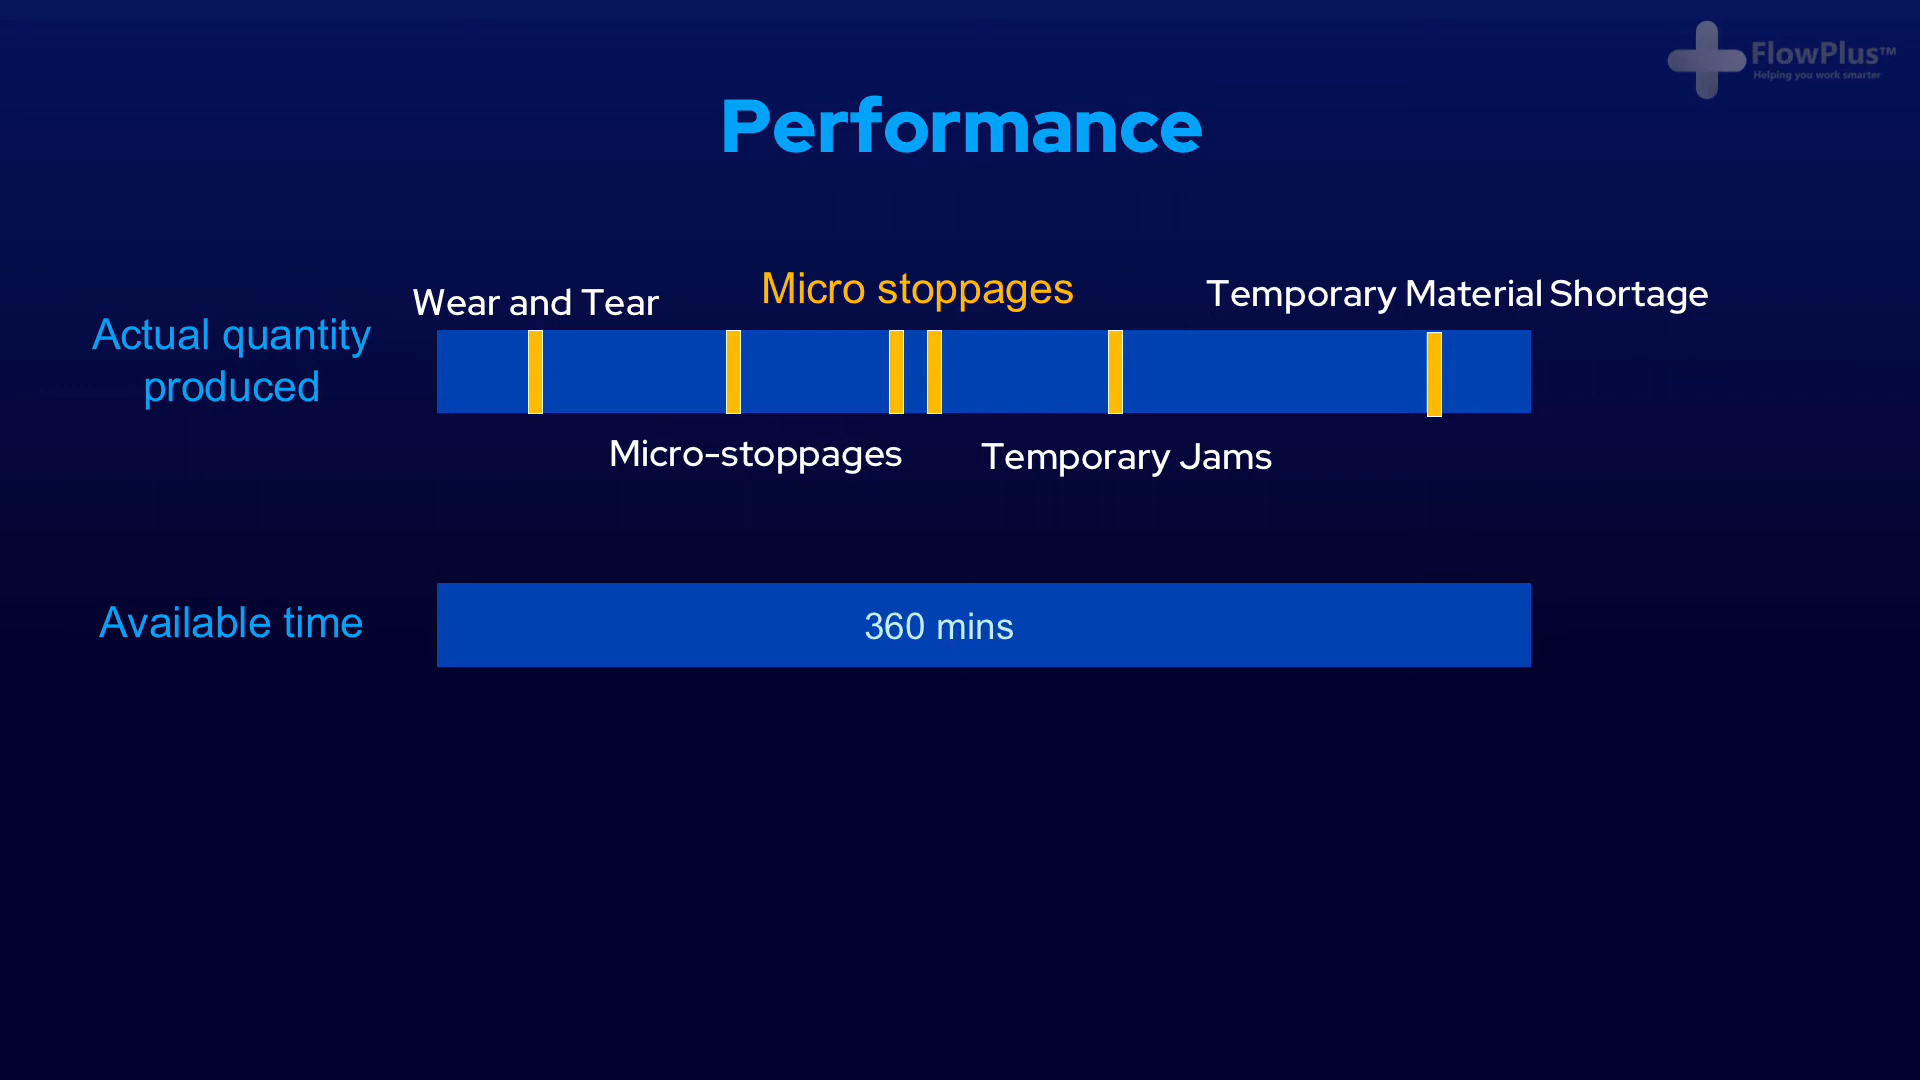 FlowPlus™
Helping you work smarter
Performance
Wear and Tear
Micro stoppages
Temporary Material Shortage
Actual quantity
produced
Micro-stoppages
Temporary Jams
Available time
360 mins